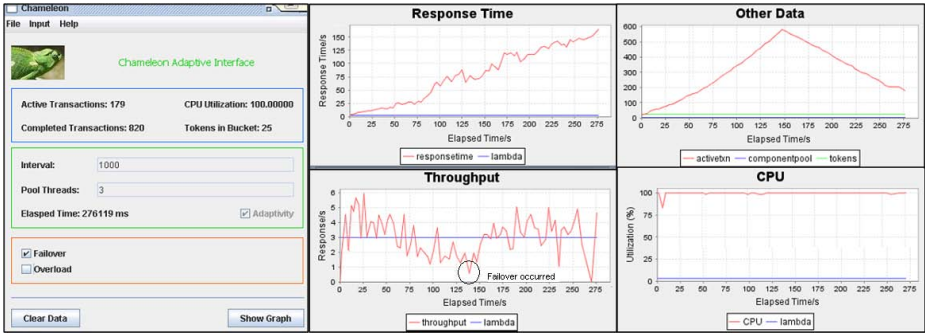 Chameleon
File Input Help
Chameleon Adaptive Interface
Active Transactions: 179 CPU Utilization: 100.00000
Completed Transactions: 820 Tokens in Bucket: 25
Interval: 1000
Pool Threads: 3
Elasped Time: 276119 ms Adaptivity
Failover
Overload
Clear Data Show Graph
Response Time
Response Time/s
150
125
100
75
50
25
0
0 25 50 75 100 125 150 175 200 225 250 275
Elapsed Time/s
responsetime lambda
Other Data
600
500
400
300
200
100
0
0 25 50 75 100 125 150 175 200 225 250 275
Elapsed Time/s
activetxn componentpool tokens
Throughput
Response/s
6
5
4
3
2
1
0
Failover occurred
0 25 50 75 100 125 150 175 200 225 250 275
Elapsed Time/s
throughput lambda
CPU
Utilization (%)
100
75
50
25
0
0 25 50 75 100 125 150 175 200 225 250 275
Elapsed Time/s
CPU lambda